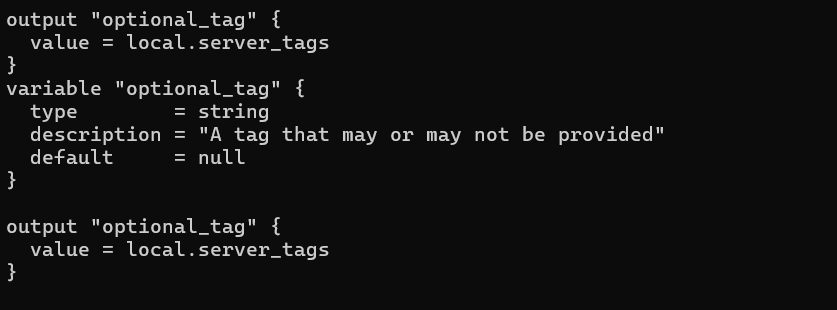 output "optional_tag" {
  value = local.server_tags
}
variable "optional_tag" {
  type        = string
  description = "A tag that may or may not be provided"
  default     = null
}

output "optional_tag" {
  value = local.server_tags
}